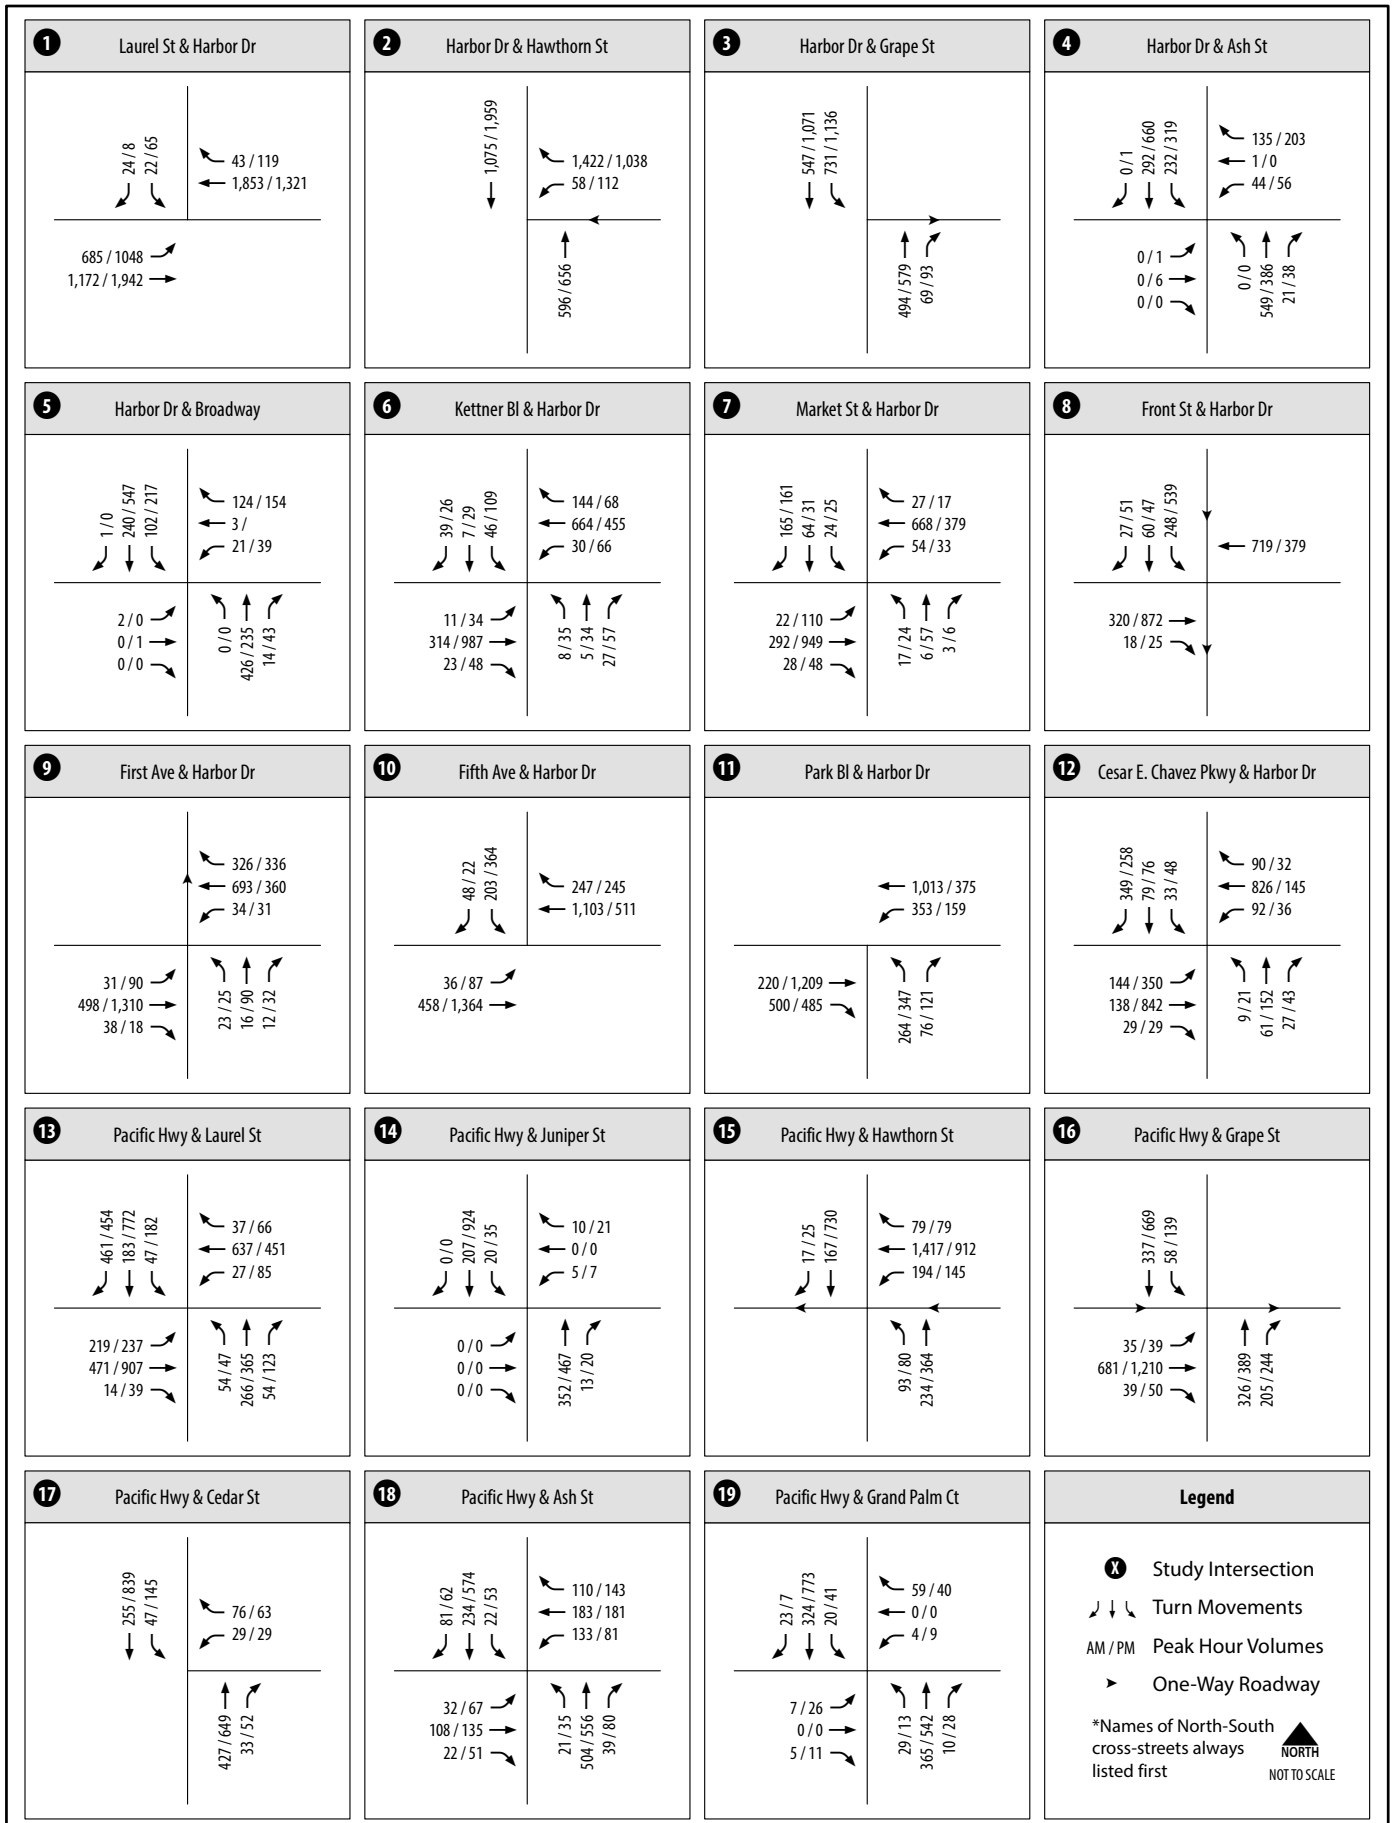 1 Laurel St & Harbor Dr
24 / 8
22 / 65
43 / 119
1,853 / 1,321
685 / 1048
1,172 / 1,942
2 Harbor Dr & Hawthorn St
1,075 / 1,959
1,422 / 1,038
58 / 112
596 / 656
3 Harbor Dr & Grape St
547 / 1,071
731 / 1,136
494 / 579
69 / 93
4 Harbor Dr & Ash St
0 / 1
292 / 660
232 / 319
135 / 203
1 / 0
44 / 56
0 / 1
0 / 6
0 / 0
0 / 0
549 / 386
21 / 38
5 Harbor Dr & Broadway
1 / 0
240 / 547
102 / 217
124 / 154
3 /
21 / 39
2 / 0
0 / 1
0 / 0
0 / 0
426 / 235
14 / 43
6 Kettner Bl & Harbor Dr
39 / 26
7 / 29
46 / 109
144 / 68
664 / 455
30 / 66
11 / 34
314 / 987
23 / 48
8 / 35
5 / 34
27 / 57
7 Market St & Harbor Dr
165 / 161
64 / 31
24 / 25
27 / 17
668 / 379
54 / 33
22 / 110
292 / 949
28 / 48
17 / 24
6 / 57
3 / 6
8 Front St & Harbor Dr
27 / 51
60 / 47
248 / 539
719 / 379
320 / 872
18 / 25
9 First Ave & Harbor Dr
326 / 336
693 / 360
34 / 31
31 / 90
498 / 1,310
38 / 18
23 / 25
16 / 90
12 / 32
10 Fifth Ave & Harbor Dr
48 / 22
203 / 364
247 / 245
1,103 / 511
36 / 87
458 / 1,364
11 Park Bl & Harbor Dr
1,013 / 375
353 / 159
220 / 1,209
500 / 485
264 / 347
76 / 121
12 Cesar E. Chavez Pkwy & Harbor Dr
349 / 258
79 / 76
33 / 48
90 / 32
826 / 145
92 / 36
144 / 350
138 / 842
29 / 29
9 / 21
61 / 152
27 / 43
13 Pacific Hwy & Laurel St
461 / 454
183 / 772
47 / 182
37 / 66
637 / 451
27 / 85
219 / 237
471 / 907
14 / 39
54 / 47
266 / 365
54 / 123
14 Pacific Hwy & Juniper St
0 / 0
207 / 924
20 / 35
10 / 21
0 / 0
5 / 7
0 / 0
0 / 0
0 / 0
352 / 467
13 / 20
15 Pacific Hwy & Hawthorn St
17 / 25
167 / 730
79 / 79
1,417 / 912
194 / 145
93 / 80
234 / 364
16 Pacific Hwy & Grape St
337 / 669
58 / 139
35 / 39
681 / 1,210
39 / 50
326 / 389
205 / 244
17 Pacific Hwy & Cedar St
255 / 839
47 / 145
76 / 63
29 / 29
427 / 649
33 / 52
18 Pacific Hwy & Ash St
81 / 62
234 / 574
22 / 53
110 / 143
183 / 181
133 / 81
32 / 67
108 / 135
22 / 51
21 / 35
504 / 556
39 / 80
19 Pacific Hwy & Grand Palm Ct
23 / 7
324 / 773
20 / 41
59 / 40
0 / 0
4 / 9
7 / 26
0 / 0
5 / 11
29 / 13
365 / 542
10 / 28
Legend
X Study Intersection
Turn Movements
AM / PM Peak Hour Volumes
One-Way Roadway
*Names of North-South
cross-streets always
listed first
NORTH
NOT TO SCALE